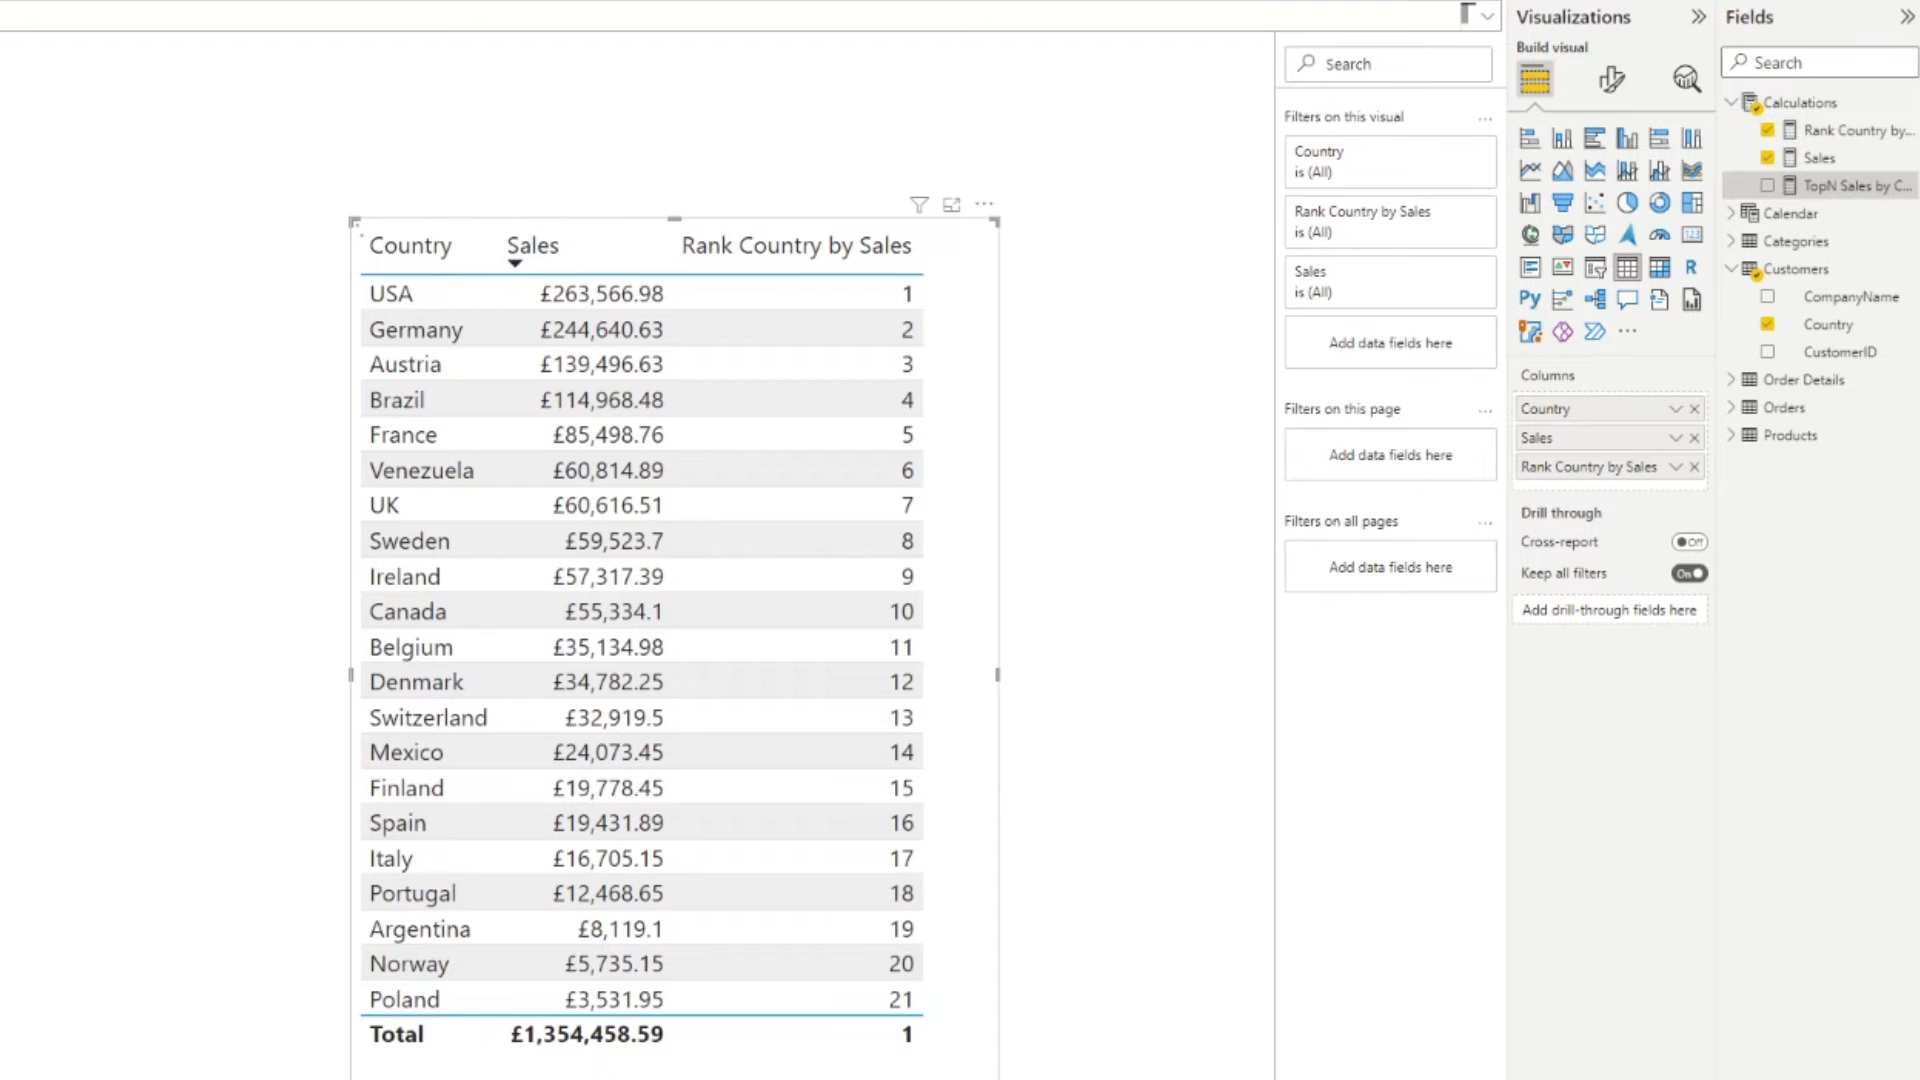 Visualizations
Fields
Build visual
Search
Search
Filters on this visual
Country
is (All)
Rank Country by Sales
is (All)
Sales
is (All)
Add data fields here
Filters on this page
Add data fields here
Filters on all pages
Add data fields here
Country Sales Rank Country by Sales
USA £263,566.98 1
Germany £244,640.63 2
Austria £139,496.63 3
Brazil £114,968.48 4
France £85,498.76 5
Venezuela £60,814.89 6
UK £60,616.51 7
Sweden £59,523.7 8
Ireland £57,317.39 9
Canada £55,334.1 10
Belgium £35,134.98 11
Denmark £34,782.25 12
Switzerland £32,919.5 13
Mexico £24,073.45 14
Finland £19,778.45 15
Spain £19,431.89 16
Italy £16,705.15 17
Portugal £12,468.65 18
Argentina £8,119.1 19
Norway £5,735.15 20
Poland £3,531.95 21
Total £1,354,458.59 1
123
R
Py
Columns
Country
Sales
Rank Country by Sales
Drill through
Cross-report Off
Keep all filters On
Add drill-through fields here
Calculations
Rank Country by...
Sales
TopN Sales by C...
Calendar
Categories
Customers
CompanyName
Country
CustomerID
Order Details
Orders
Products